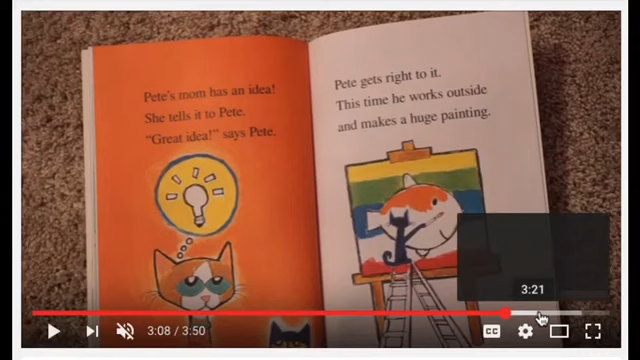 Pete's mom has an idea!
She tells it to Pete.
"Great idea!" says Pete.
Pete gets right to it.
This time he works outside
and makes a huge painting.
3:21
3:08 / 3:50
CC